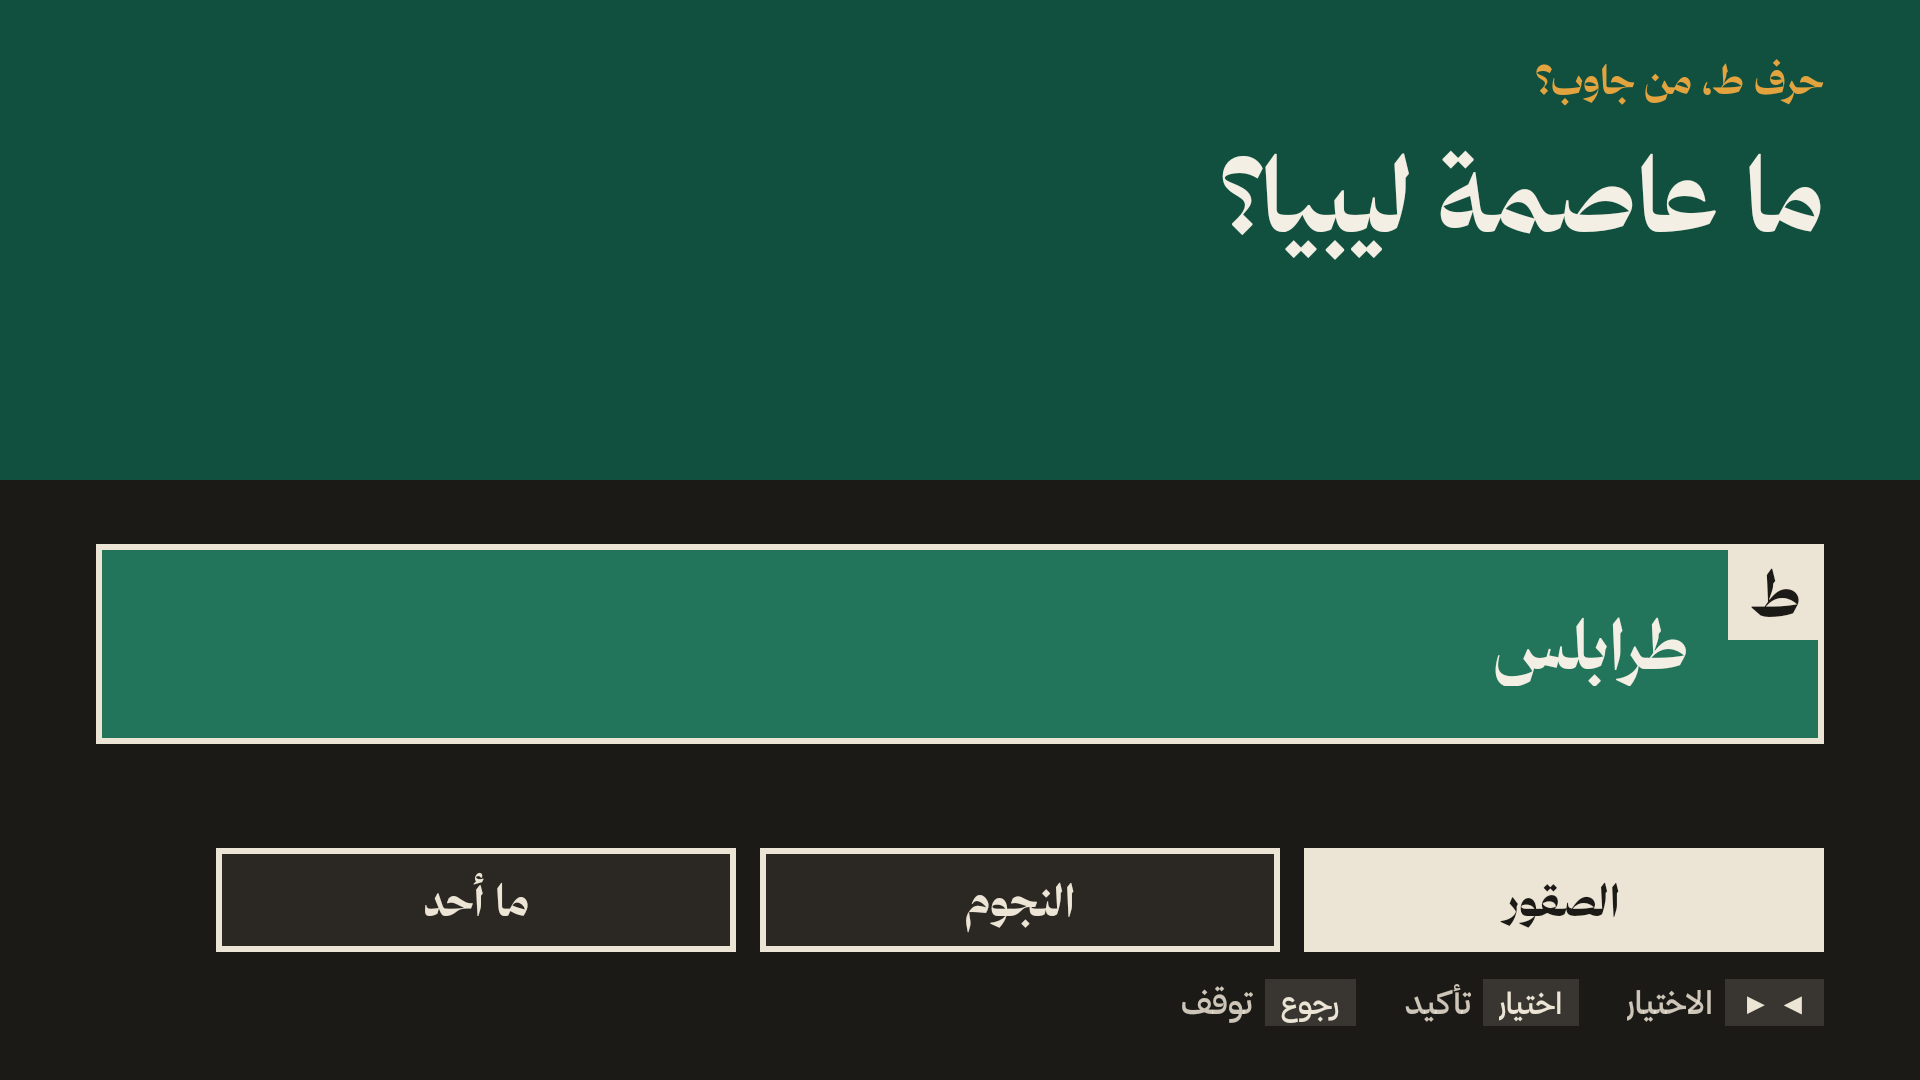 حرف ط، من جاوب؟
ما عاصمة ليبيا؟
ط
طرابلس
الصقور
النجوم
ما أحد
◀ ▶ الاختيار
اختيار تأكيد
رجوع توقف